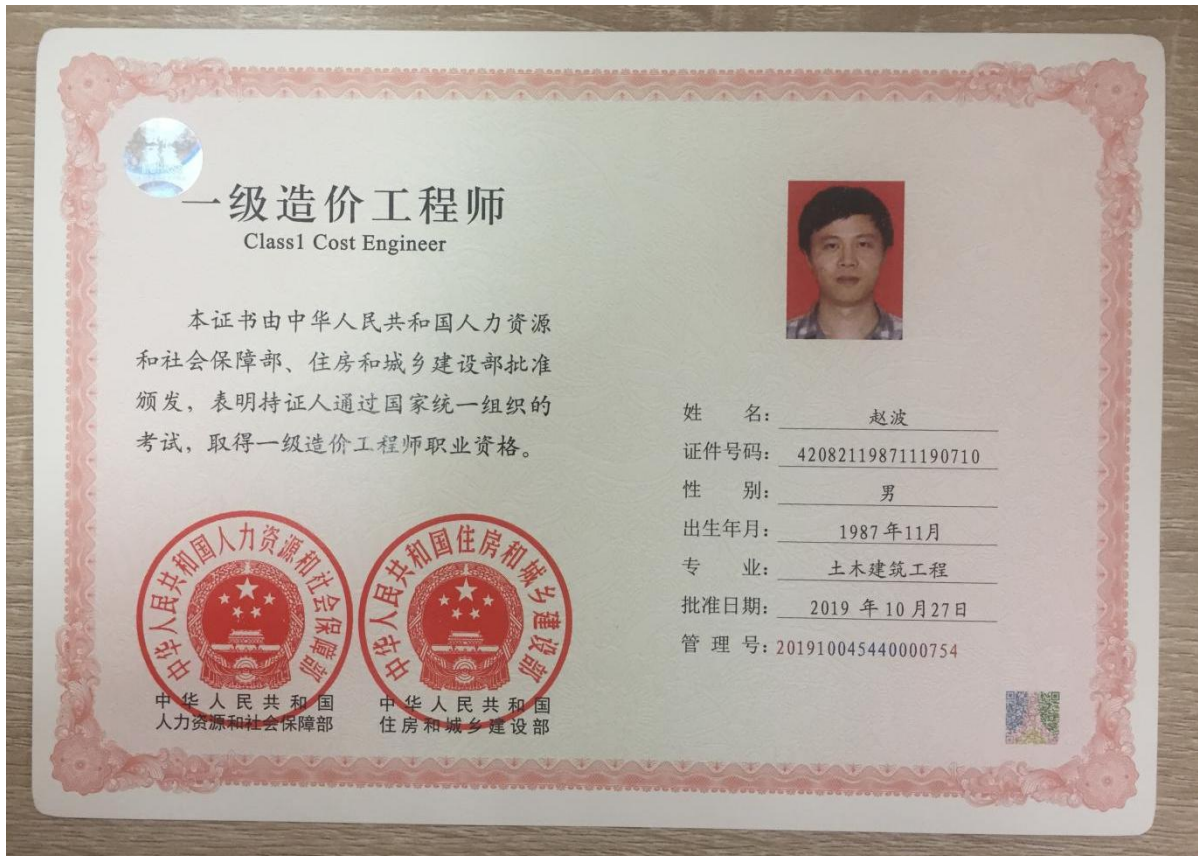 一级造价工程师
Class1 Cost Engineer
本证书由中华人民共和国人力资源
和社会保障部、住房和城乡建设部批准
颁发，表明持证人通过国家统一组织的
考试，取得一级造价工程师职业资格。
中华人民共和国人力资源和社会保障部
中华人民共和国住房和城乡建设部
中华人民共和国
人力资源和社会保障部
中华人民共和国
住房和城乡建设部
姓 名： 赵波
证件号码： 420821198711190710
性 别： 男
出生年月： 1987年11月
专 业： 土木建筑工程
批准日期： 2019 年 10 月27日
管 理 号： 201910045440000754